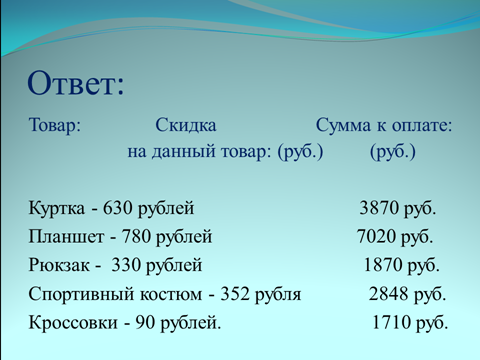 Ответ:
Товар: Скидка Сумма к оплате:
на данный товар: (руб.) (руб.)
Куртка - 630 рублей 3870 руб.
Планшет - 780 рублей 7020 руб.
Рюкзак - 330 рублей 1870 руб.
Спортивный костюм - 352 рубля 2848 руб.
Кроссовки - 90 рублей. 1710 руб.